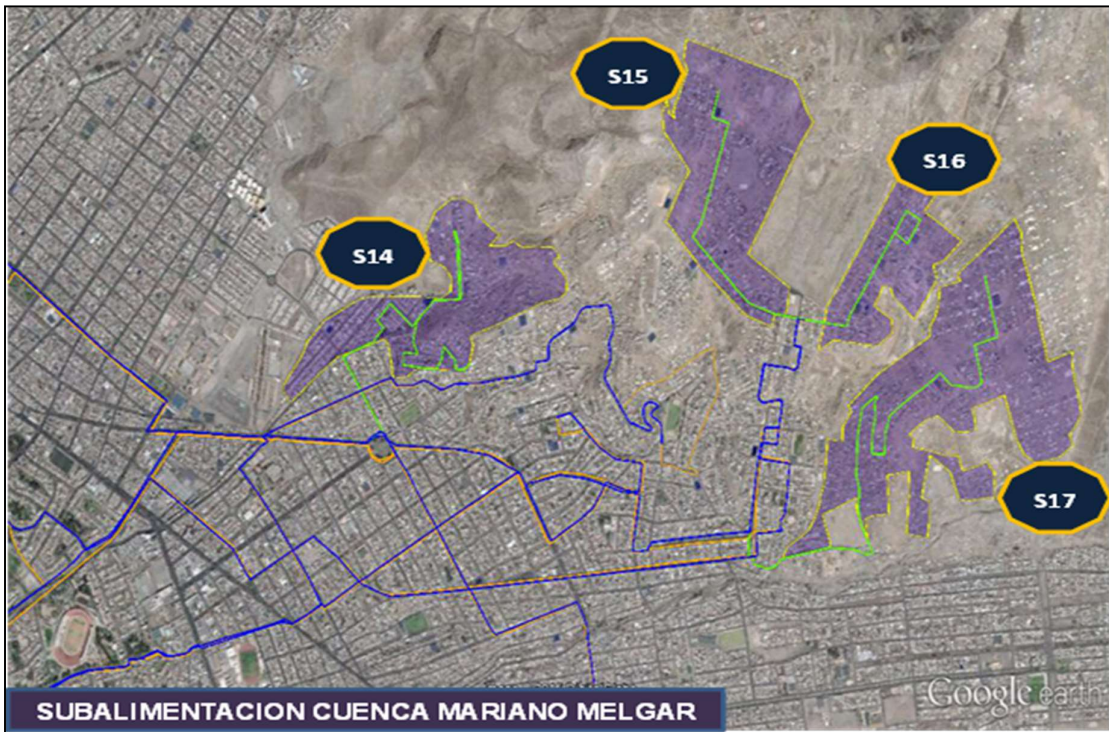 S15
S16
S14
S17
SUBALIMENTACION CUENCA MARIANO MELGAR
Google earth